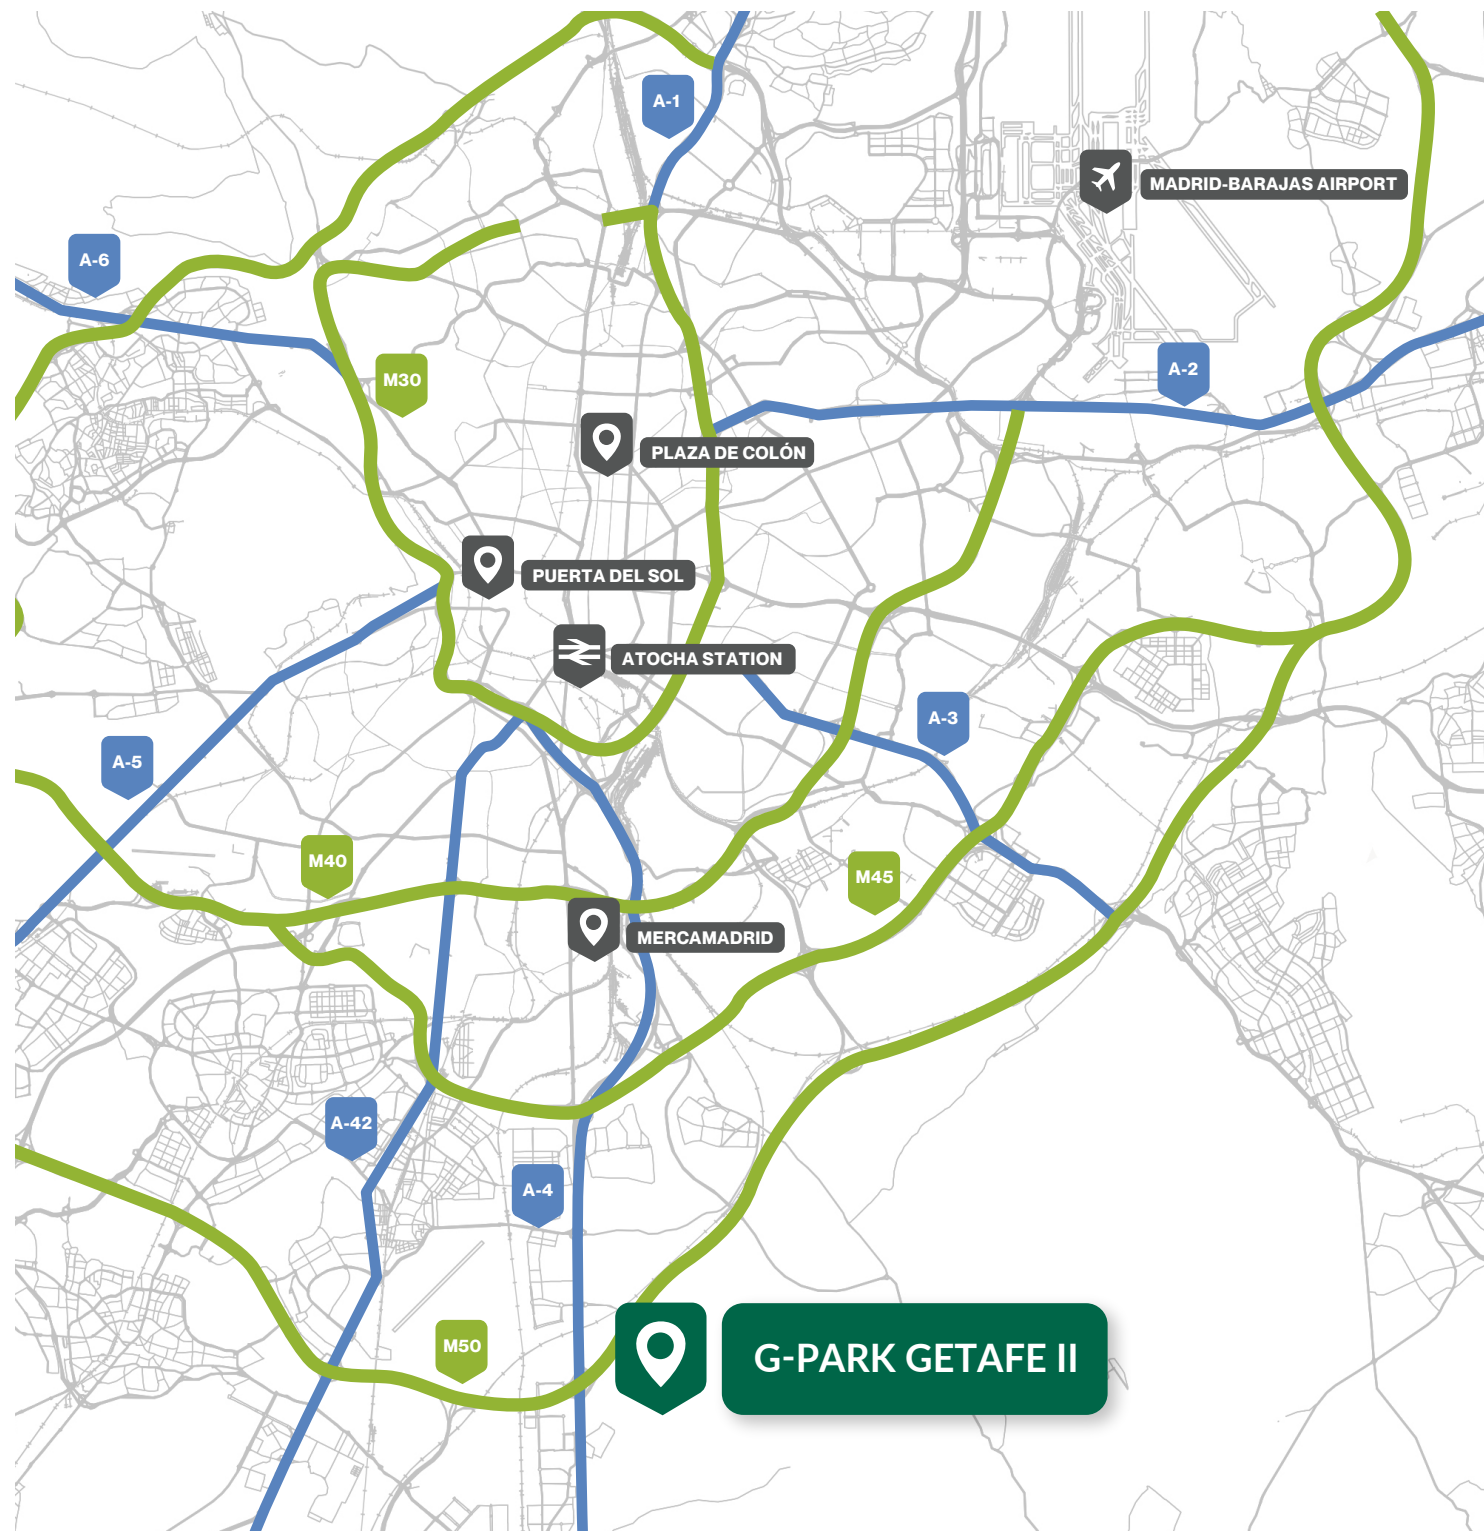 A-1
MADRID-BARAJAS AIRPORT
A-6
A-2
M30
PLAZA DE COLÓN
PUERTA DEL SOL
ATOCHA STATION
A-3
A-5
M40
M45
MERCAMADRID
A-42
A-4
M50
G-PARK GETAFE II